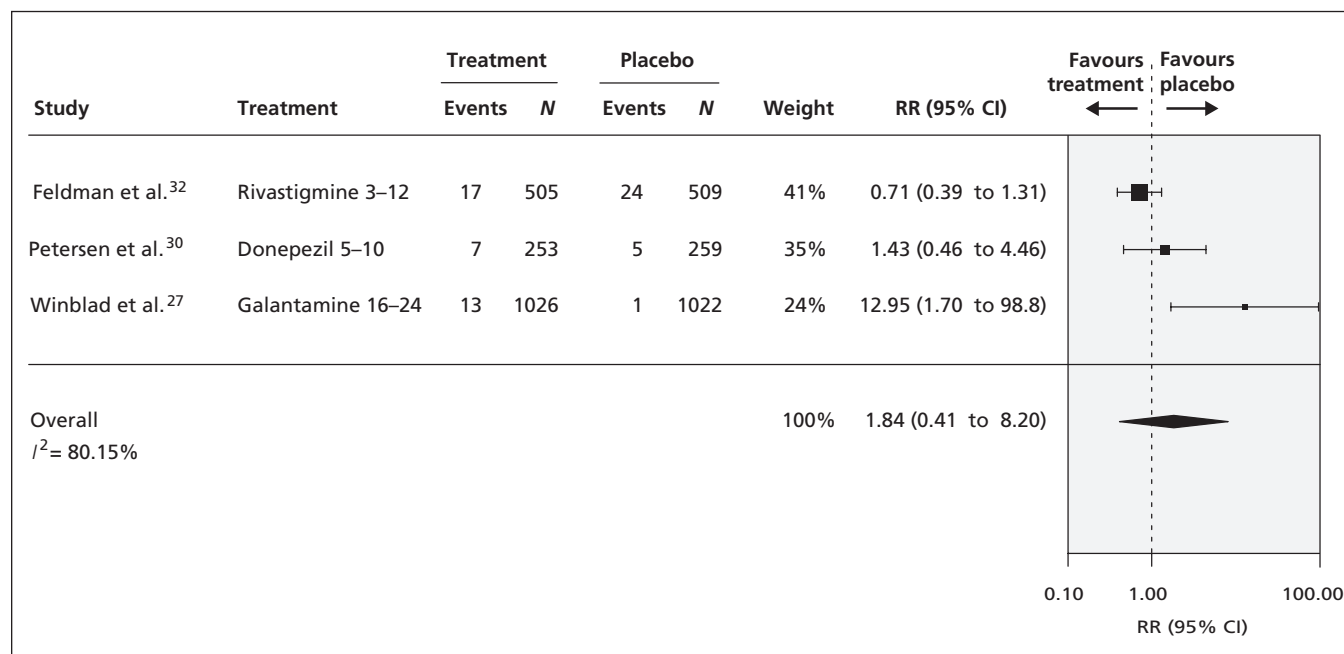 Treatment Placebo Favours Favours
treatment placebo
Study Treatment Events N Events N Weight RR (95% CI)
Feldman et al.32 Rivastigmine 3–12 17 505 24 509 41% 0.71 (0.39 to 1.31)
Petersen et al.30 Donepezil 5–10 7 253 5 259 35% 1.43 (0.46 to 4.46)
Winblad et al.27 Galantamine 16–24 13 1026 1 1022 24% 12.95 (1.70 to 98.8)
Overall 100% 1.84 (0.41 to 8.20)
I2= 80.15%
0.10 1.00 100.00
RR (95% CI)